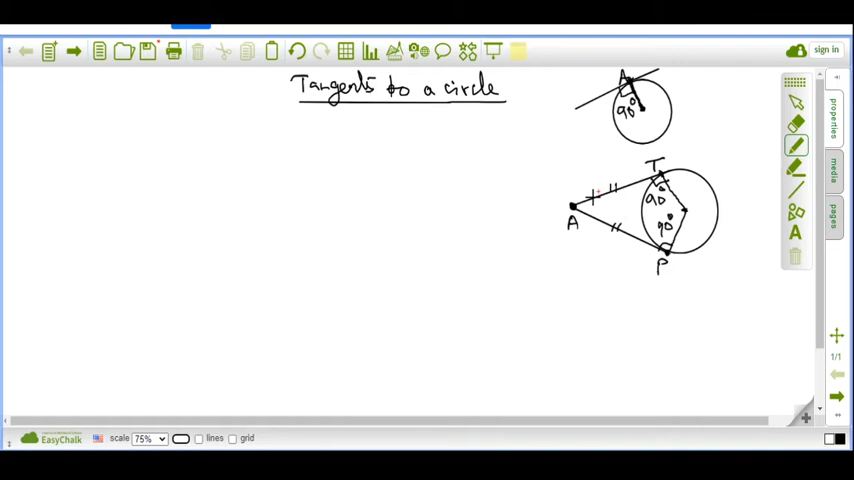 sign in
Tangents to a circle
A
90°
T
90°
A
90°
P
properties
media
pages
A
1/1
EasyChalk
scale
75%
lines
grid